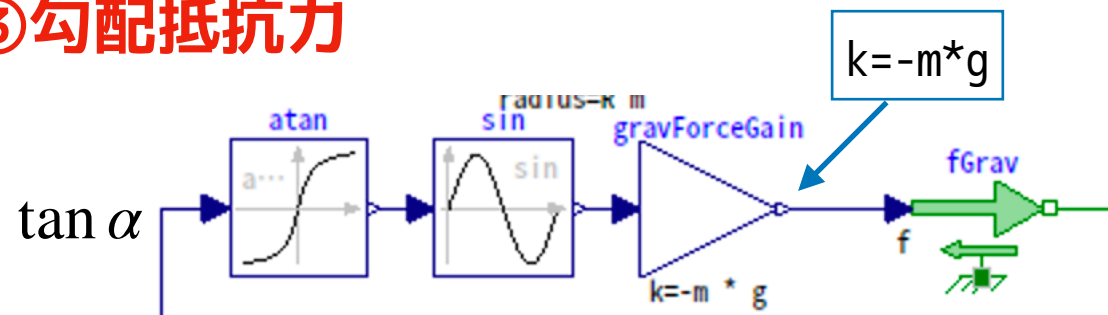 ③勾配抵抗力
k=-m*g
radius=R m
atan
sin
gravForceGain
fGrav
a…
sin
tan α
f
k=-m * g